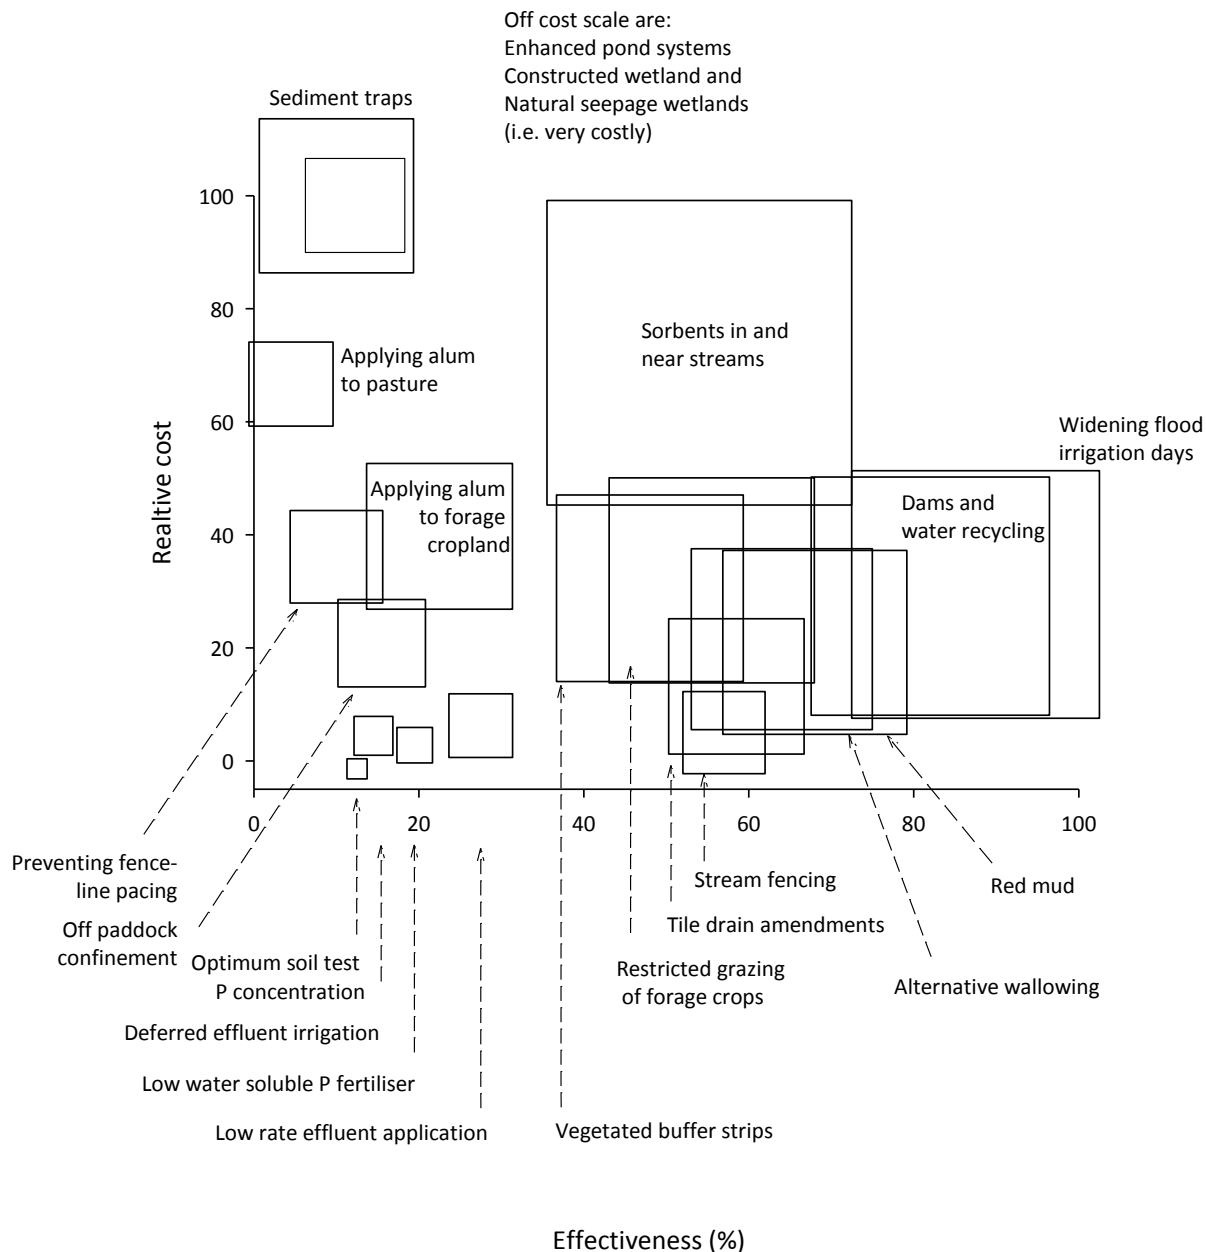 Off cost scale are:
Enhanced pond systems
Constructed wetland and
Natural seepage wetlands
(i.e. very costly)
Sediment traps
100
80
60
40
20
0
Realtive cost
Applying alum
to pasture
Sorbents in and
near streams
Widening flood
irrigation days
Applying alum
to forage
cropland
Dams and
water recycling
0
20
40
60
80
100
Preventing fence-
line pacing
Off paddock
confinement
Optimum soil test
P concentration
Deferred effluent irrigation
Low water soluble P fertiliser
Low rate effluent application
Vegetated buffer strips
Restricted grazing
of forage crops
Tile drain amendments
Stream fencing
Alternative wallowing
Red mud
Effectiveness (%)